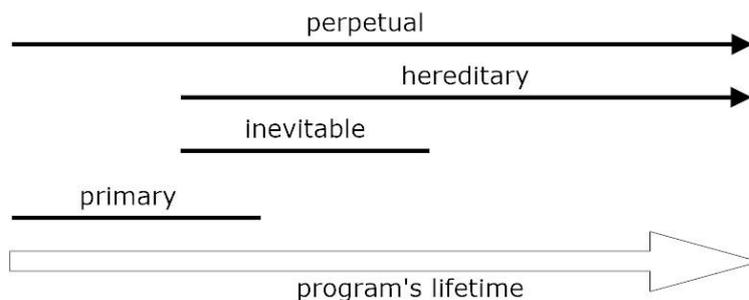 perpetual
hereditary
inevitable
primary
program's lifetime